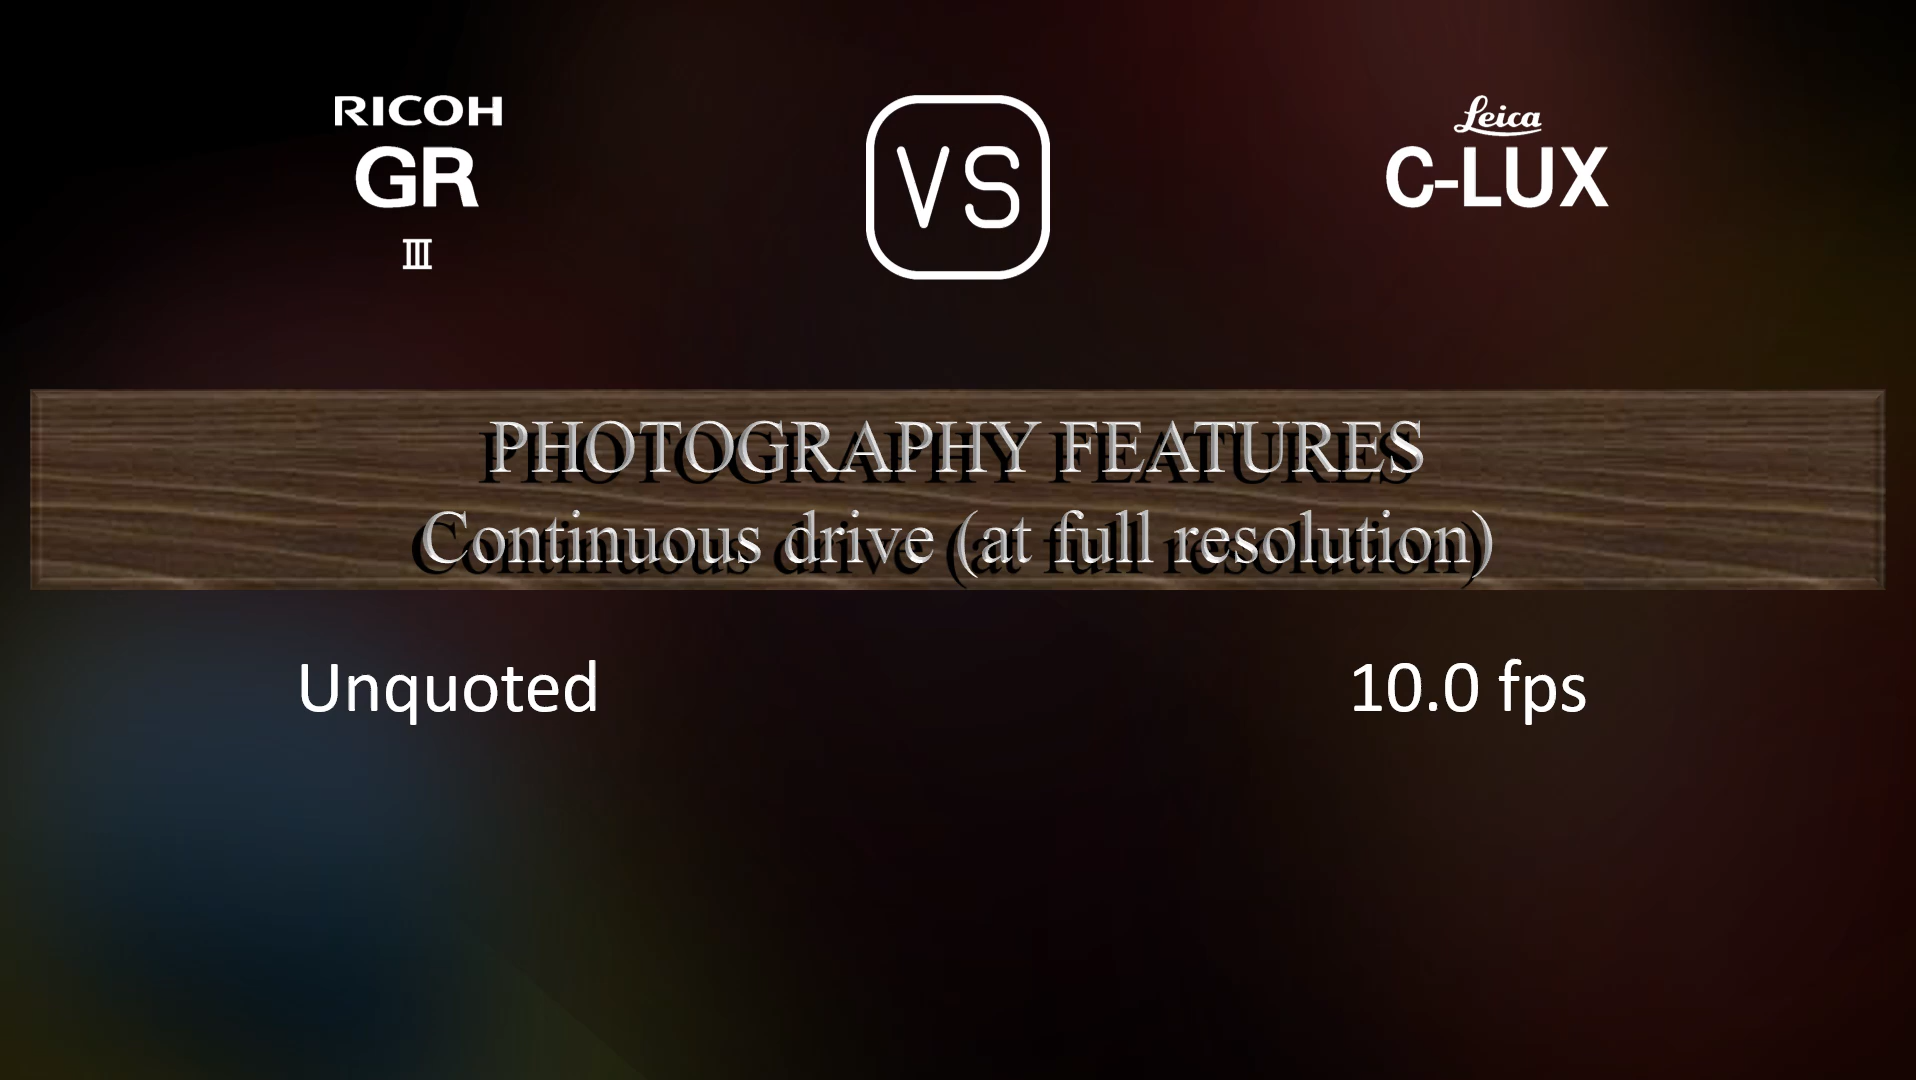 RICOH
GR
III
VS
Leica
C-LUX
PHOTOGRAPHY FEATURES
Continuous drive (at full resolution)
Unquoted
10.0 fps